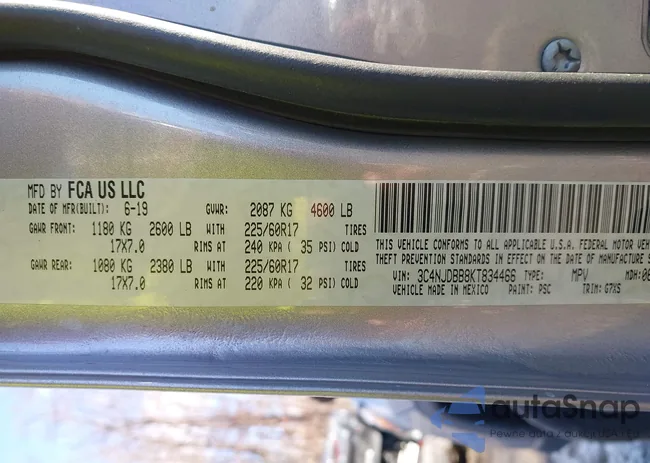 MFD BY FCA US LLC
DATE OF MFR(BUILT): 6-19 GVWR: 2087 KG 4600 LB
GAWR FRONT: 1180 KG 2600 LB WITH 225/60R17 TIRES
17X7.0 RIMS AT 240 KPA ( 35 PSI) COLD
GAWR REAR: 1080 KG 2380 LB WITH 225/60R17 TIRES
17X7.0 RIMS AT 220 KPA ( 32 PSI) COLD
THIS VEHICLE CONFORMS TO ALL APPLICABLE U.S.A. FEDERAL MOTOR VEH
THEFT PREVENTION STANDARDS IN EFFECT ON THE DATE OF MANUFACTURE S
VIN: 3C4NJDBB8KT834466 TYPE: MPV MDH:06
VEHICLE MADE IN MEXICO PAINT: PSC TRIM: G7XS
autoSnap